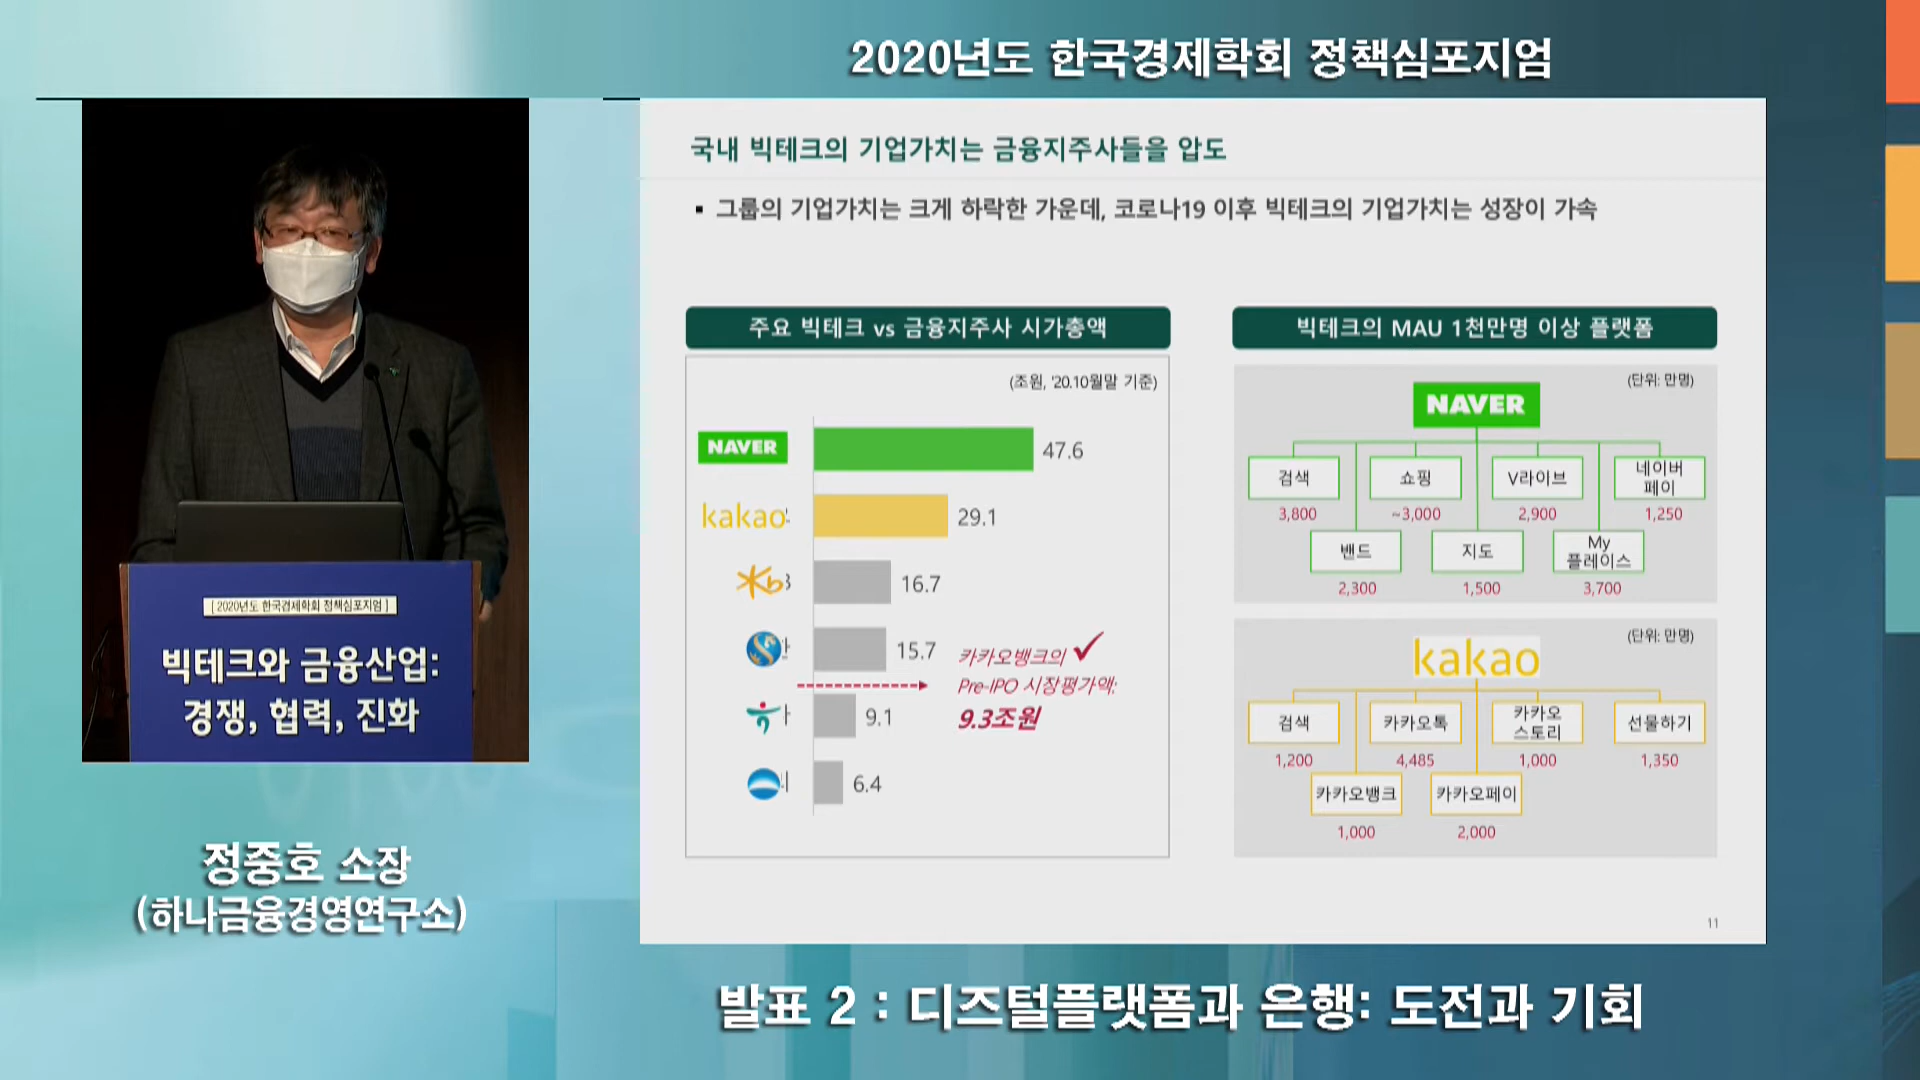 2020년도 한국경제학회 정책심포지엄
국내 빅테크의 기업가치는 금융지주사들을 압도
▪ 그룹의 기업가치는 크게 하락한 가운데, 코로나19 이후 빅테크의 기업가치는 성장이 가속
주요 빅테크 vs 금융지주사 시가총액
(조원, '20.10월말 기준)
NAVER 47.6
kakao 29.1
Kb 16.7
15.7
9.1
6.4
카카오뱅크의
Pre-IPO 시장평가액:
9.3조원
빅테크의 MAU 1천만명 이상 플랫폼
(단위: 만명)
NAVER
검색 쇼핑 V라이브 네이버
페이
3,800 ~3,000 2,900 1,250
밴드 지도 My
플레이스
2,300 1,500 3,700
(단위: 만명)
kakao
검색 카카오톡 카카오
스토리 선물하기
1,200 4,485 1,000 1,350
카카오뱅크 카카오페이
1,000 2,000
11
[ 2020년도 한국경제학회 정책심포지엄 ]
빅테크와 금융산업:
경쟁, 협력, 진화
정중호 소장
(하나금융경영연구소)
발표 2 : 디즈털플랫폼과 은행: 도전과 기회